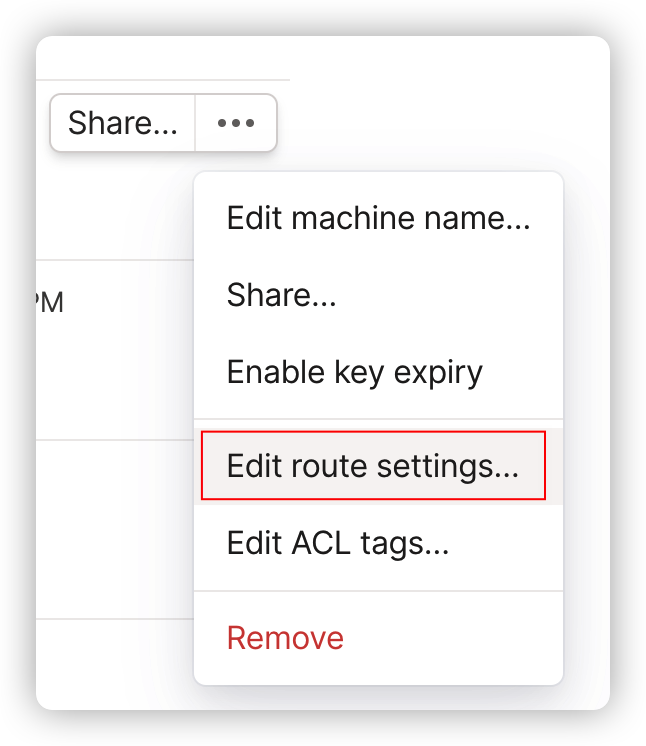 Share...
Edit machine name...
Share...
Enable key expiry
PM
Edit route settings...
Edit ACL tags...
Remove